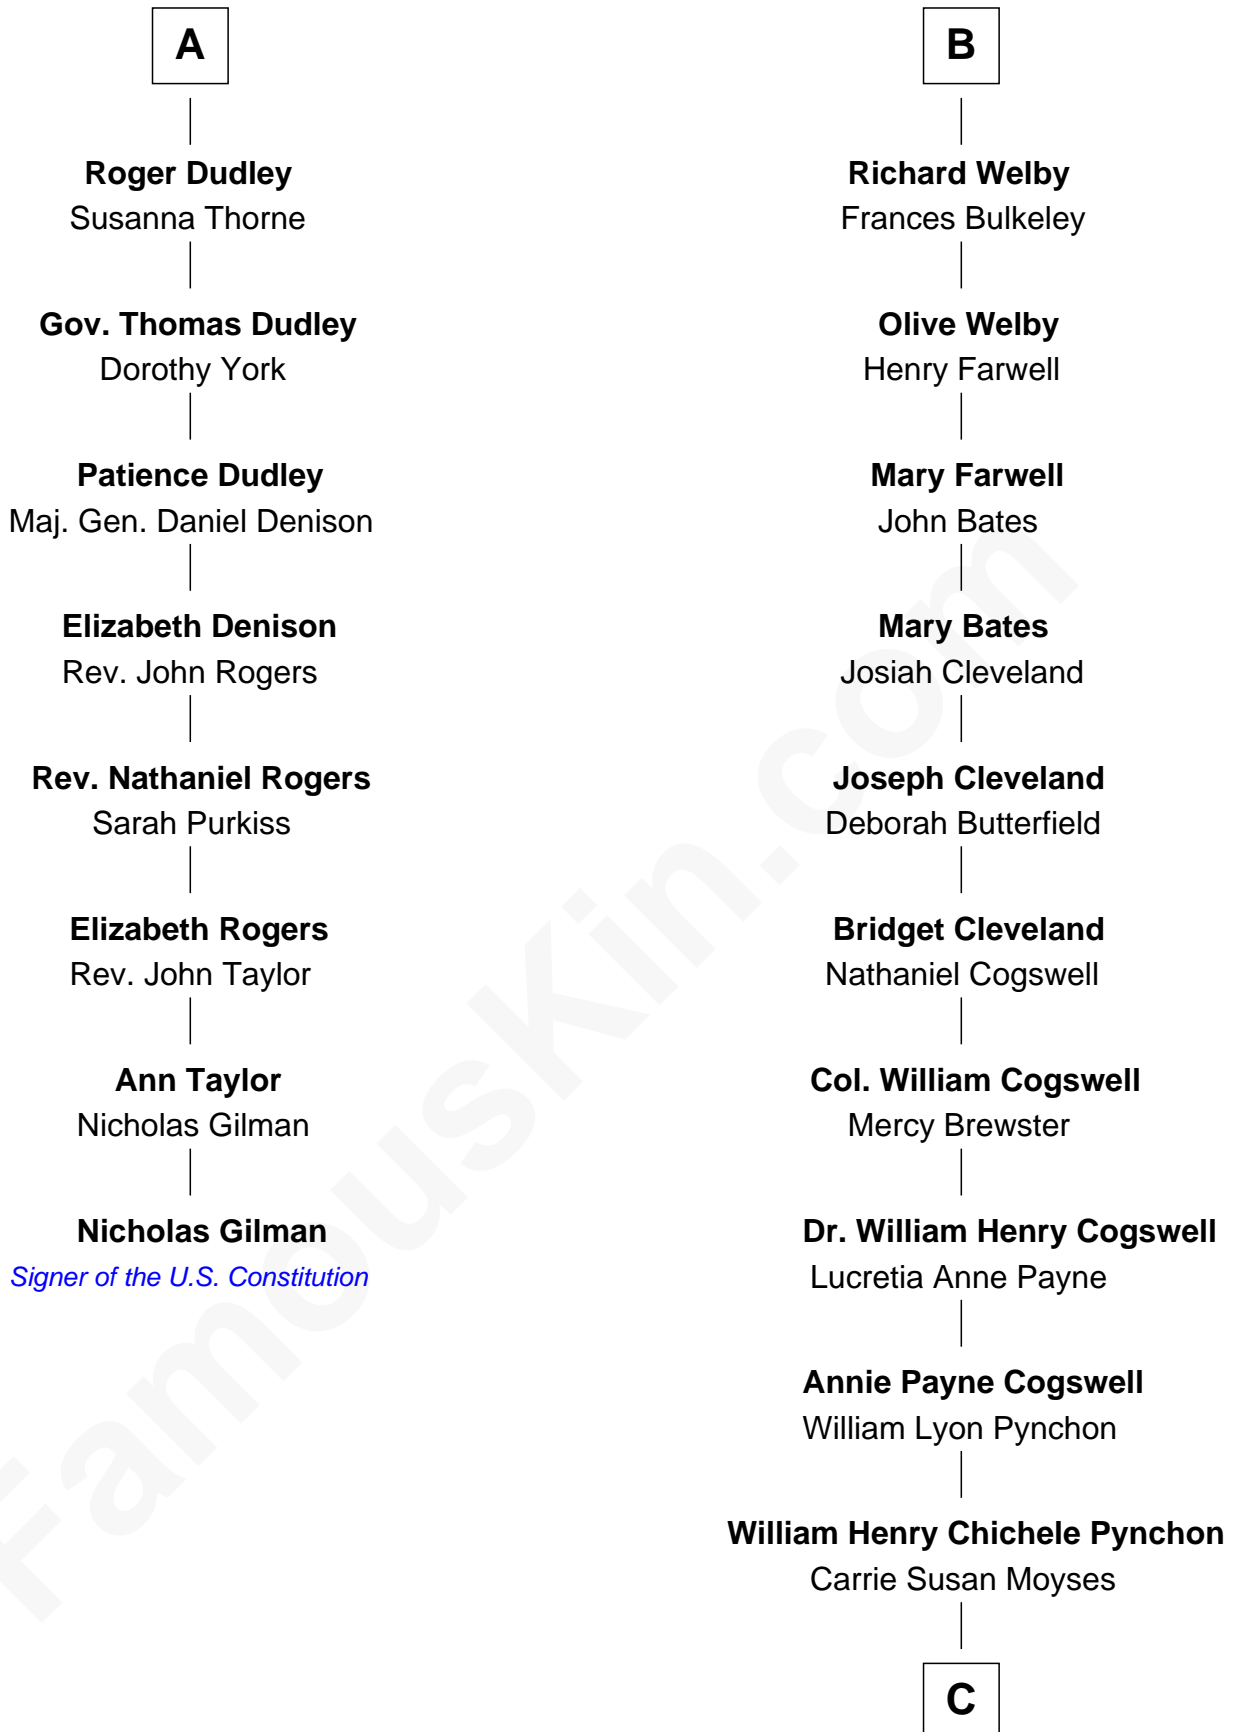 A
Roger Dudley
Susanna Thorne
Gov. Thomas Dudley
Dorothy York
Patience Dudley
Maj. Gen. Daniel Denison
Elizabeth Denison
Rev. John Rogers
Rev. Nathaniel Rogers
Sarah Purkiss
Elizabeth Rogers
Rev. John Taylor
Ann Taylor
Nicholas Gilman
Nicholas Gilman
Signer of the U.S. Constitution
B
Richard Welby
Frances Bulkeley
Olive Welby
Henry Farwell
Mary Farwell
John Bates
Mary Bates
Josiah Cleveland
Joseph Cleveland
Deborah Butterfield
Bridget Cleveland
Nathaniel Cogswell
Col. William Cogswell
Mercy Brewster
Dr. William Henry Cogswell
Lucretia Anne Payne
Annie Payne Cogswell
William Lyon Pynchon
William Henry Chichele Pynchon
Carrie Susan Moyses
C
FamousKin.com